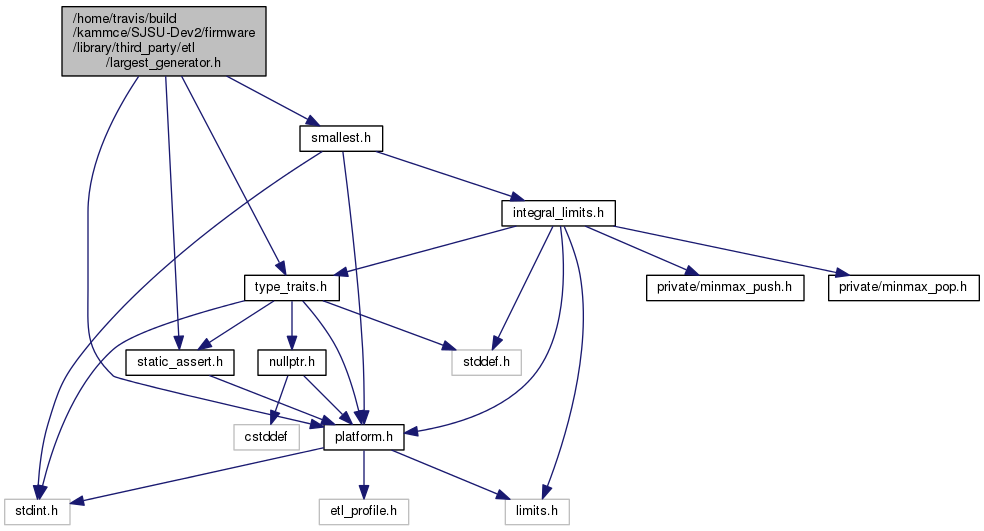 /home/travis/build
/kammce/SJSU-Dev2/firmware
/library/third_party/etl
/largest_generator.h
smallest.h
integral_limits.h
type_traits.h
private/minmax_push.h
private/minmax_pop.h
static_assert.h
nullptr.h
stddef.h
cstddef
platform.h
stdint.h
etl_profile.h
limits.h